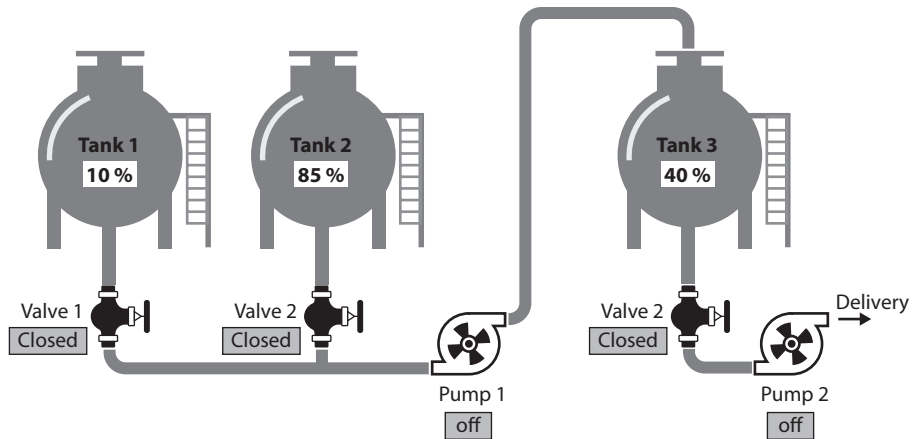 Tank 1
10 %
Tank 2
85 %
Tank 3
40 %
Valve 1
Closed
Valve 2
Closed
Valve 2
Closed
Delivery
Pump 1
off
Pump 2
off